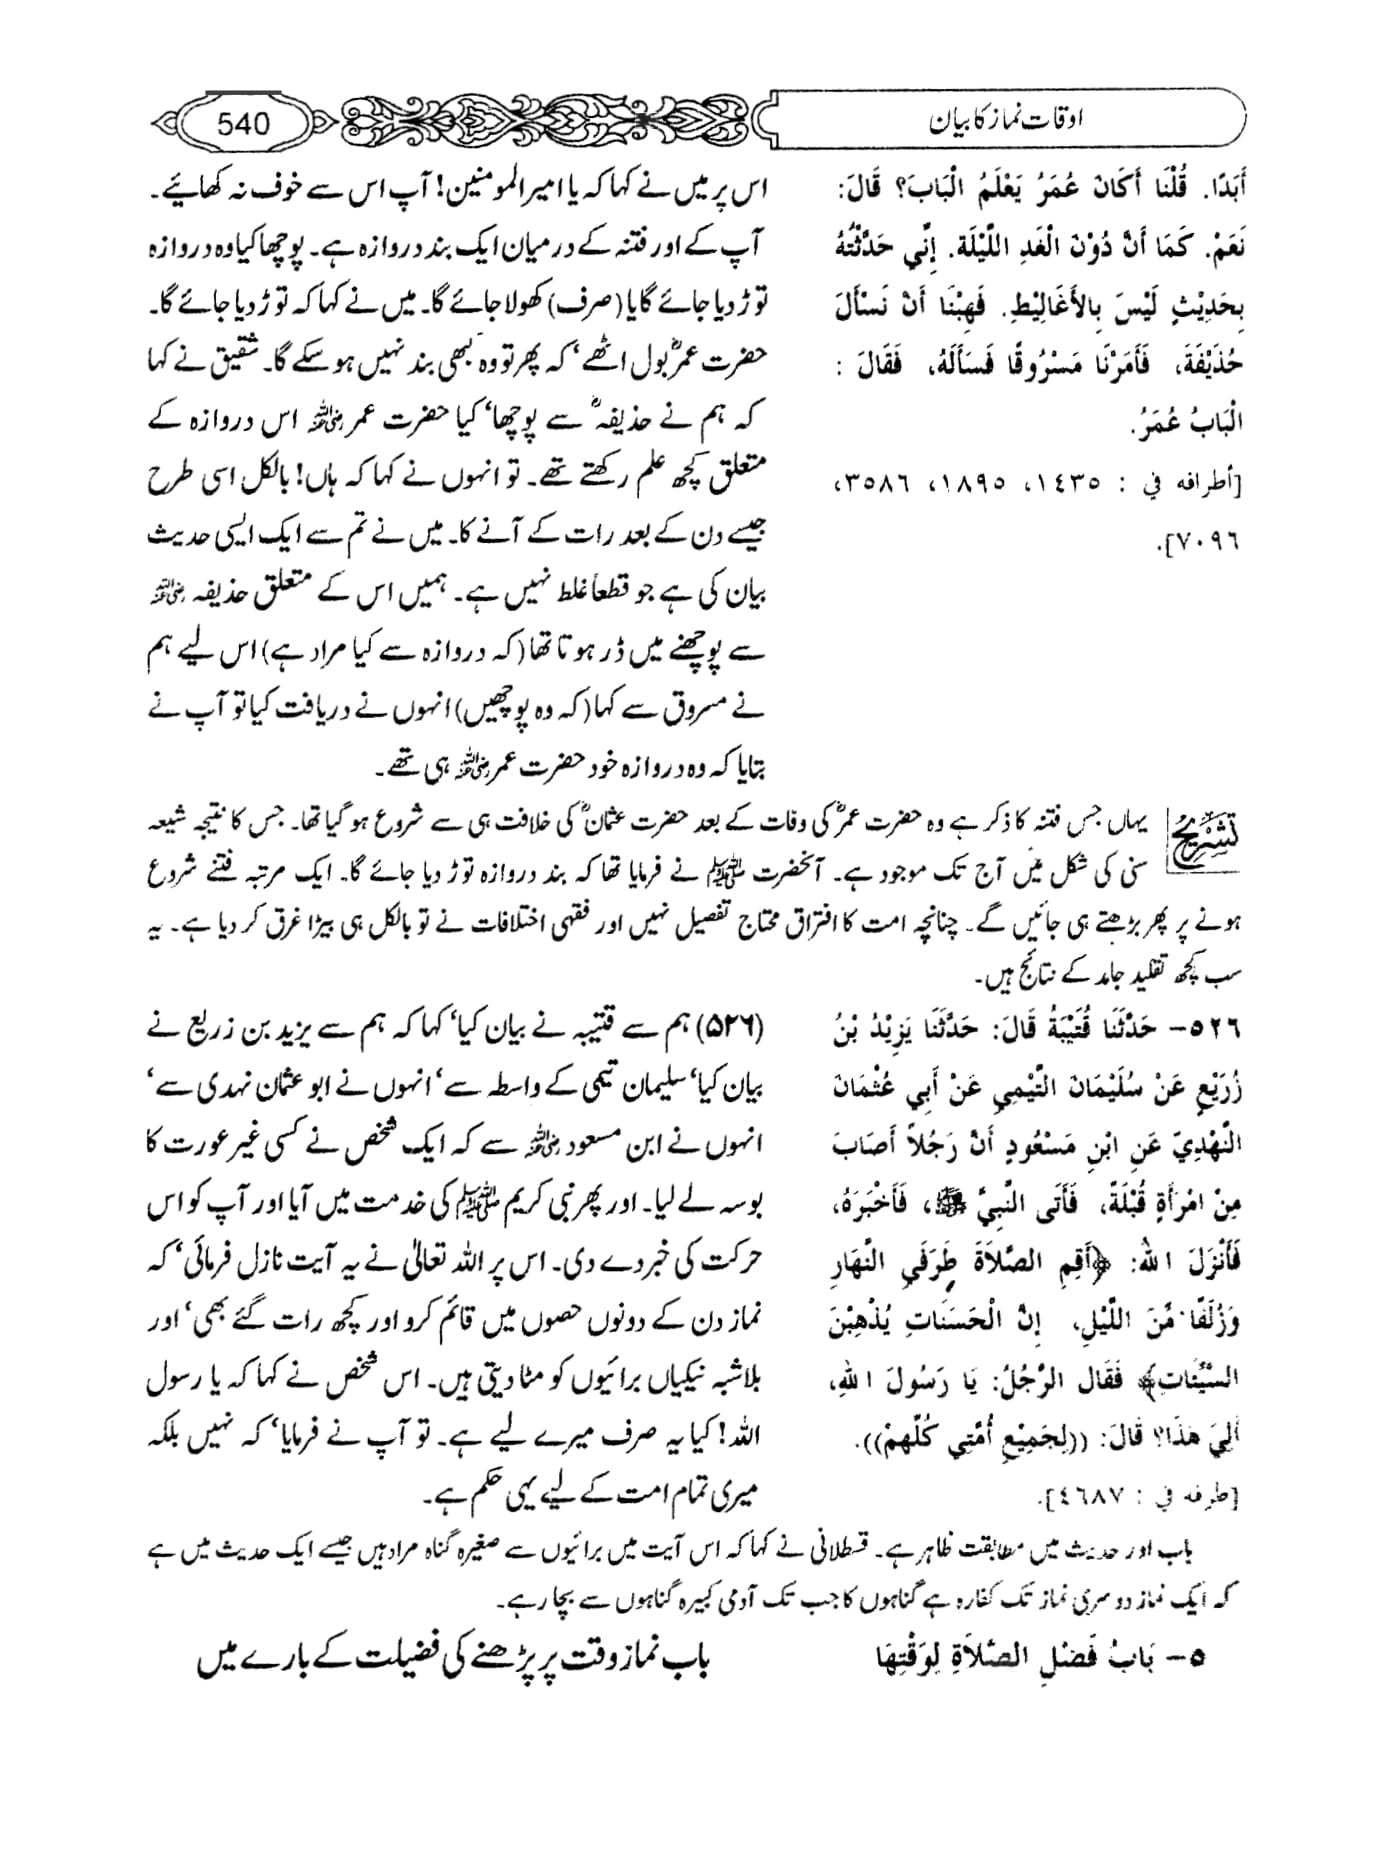 اوقات نماز کا بیان
540
أَبَدًا. قُلْنَا أَكَانَ عُمَرُ يَعْلَمُ الْبَابَ؟ قَالَ:
نَعَمْ. كَمَا أَنَّ دُوْنَ الْغَدِ اللَّيْلَةَ. إِنِّي حَدَّثْتُهُ
بِحَدِيْثٍ لَيْسَ بِالأَغَالِيْطِ. فَهِبْنَا أَنْ نَسْأَلَ
حُذَيْفَةَ، فَأَمَرْنَا مَسْرُوقًا فَسَأَلَهُ، فَقَالَ :
الْبَابُ عُمَرُ.
[أطرافه في : ١٤٣٥، ١٨٩٥، ٣٥٨٦،
٧٠٩٦].
اس پر میں نے کہا کہ یا امیر المومنین! آپ اس سے خوف نہ کھائیے۔
آپ کے اور فتنہ کے درمیان ایک بند دروازہ ہے۔ پوچھا کیا وہ دروازہ
توڑ دیا جائے گا یا (صرف) کھولا جائے گا۔ میں نے کہا کہ توڑ دیا جائے گا۔
حضرت عمرؓ بول اٹھے‘ کہ پھر تو وہ کبھی بند نہیں ہو سکے گا۔ شقیق نے کہا
کہ ہم نے حذیفہؓ سے پوچھا‘ کیا حضرت عمر رضی اللہ عنہ اس دروازہ کے
متعلق کچھ علم رکھتے تھے۔ تو انہوں نے کہا کہ ہاں! بالکل اسی طرح
جیسے دن کے بعد رات کے آنے کا۔ میں نے تم سے ایک ایسی حدیث
بیان کی ہے جو قطعاً غلط نہیں ہے۔ ہمیں اس کے متعلق حذیفہ رضی اللہ عنہ
سے پوچھنے میں ڈر ہوتا تھا (کہ دروازہ سے کیا مراد ہے) اس لیے ہم
نے مسروق سے کہا (کہ وہ پوچھیں) انہوں نے دریافت کیا تو آپ نے
بتایا کہ وہ دروازہ خود حضرت عمر رضی اللہ عنہ ہی تھے۔
تشریح
یہاں جس فتنہ کا ذکر ہے وہ حضرت عمرؓ کی وفات کے بعد حضرت عثمانؓ کی خلافت ہی سے شروع ہو گیا تھا۔ جس کا نتیجہ شیعہ
سنی کی شکل میں آج تک موجود ہے۔ آنحضرت ﷺ نے فرمایا تھا کہ بند دروازہ توڑ دیا جائے گا۔ ایک مرتبہ فتنے شروع
ہونے پر پھر بڑھتے ہی جائیں گے۔ چنانچہ امت کا افتراق محتاج تفصیل نہیں اور فقہی اختلافات نے تو بالکل ہی بیڑا غرق کر دیا ہے۔ یہ
سب کچھ تقلید جامد کے نتائج ہیں۔
٥٢٦- حَدَّثَنَا قُتَيْبَةُ قَالَ: حَدَّثَنَا يَزِيْدُ بْنُ
زُرَيْعٍ عَنْ سُلَيْمَانَ التَّيْمِيِ عَنْ أَبِي عُثْمَانَ
النَّهْدِيِّ عَنِ ابْنِ مَسْعُودٍ أَنَّ رَجُلاً أَصَابَ
مِنْ امْرَأَةٍ قُبْلَةً، فَأَتَى النَّبِيَّ ﷺ، فَأَخْبَرَهُ،
فَأَنْزَلَ اللهُ: ﴿أَقِمِ الصَّلاَةَ طَرَفَيِ النَّهَارِ
وَزُلَفًا مِّنَ اللَّيْلِ، إِنَّ الْحَسَنَاتِ يُذْهِبْنَ
السَّيِّئَاتِ﴾ فَقَال الرَّجُلُ: يَا رَسُولَ اللهِ،
أَلِيَ هَذَا؟ قَالَ: ((لِجَمِيْعِ أُمَّتِي كُلِّهِمْ)).
[طرفه في : ٤٦٨٧].
(۵۲۶) ہم سے قتیبہ نے بیان کیا‘ کہا کہ ہم سے یزید بن زریع نے
بیان کیا‘ سلیمان تیمی کے واسطہ سے‘ انہوں نے ابو عثمان نہدی سے‘
انہوں نے ابن مسعود رضی اللہ عنہ سے کہ ایک شخص نے کسی غیر عورت کا
بوسہ لے لیا۔ اور پھر نبی کریم ﷺ کی خدمت میں آیا اور آپ کو اس
حرکت کی خبر دے دی۔ اس پر اللہ تعالیٰ نے یہ آیت نازل فرمائی‘ کہ
نماز دن کے دونوں حصوں میں قائم کرو اور کچھ رات گئے بھی‘ اور
بلاشبہ نیکیاں برائیوں کو مٹا دیتی ہیں۔ اس شخص نے کہا کہ یا رسول
اللہ! کیا یہ صرف میرے لیے ہے۔ تو آپ نے فرمایا‘ کہ نہیں بلکہ
میری تمام امت کے لیے یہی حکم ہے۔
باب اور حدیث میں مطابقت ظاہر ہے۔ قسطلانی نے کہا کہ اس آیت میں برائیوں سے صغیرہ گناہ مراد ہیں جیسے ایک حدیث میں ہے
کہ ایک نماز دوسری نماز تک کفارہ ہے گناہوں کا جب تک آدمی کبیرہ گناہوں سے بچا رہے۔
٥- بَابُ فَضْلِ الصَّلاَةِ لِوَقْتِهَا
باب نماز وقت پر پڑھنے کی فضیلت کے بارے میں